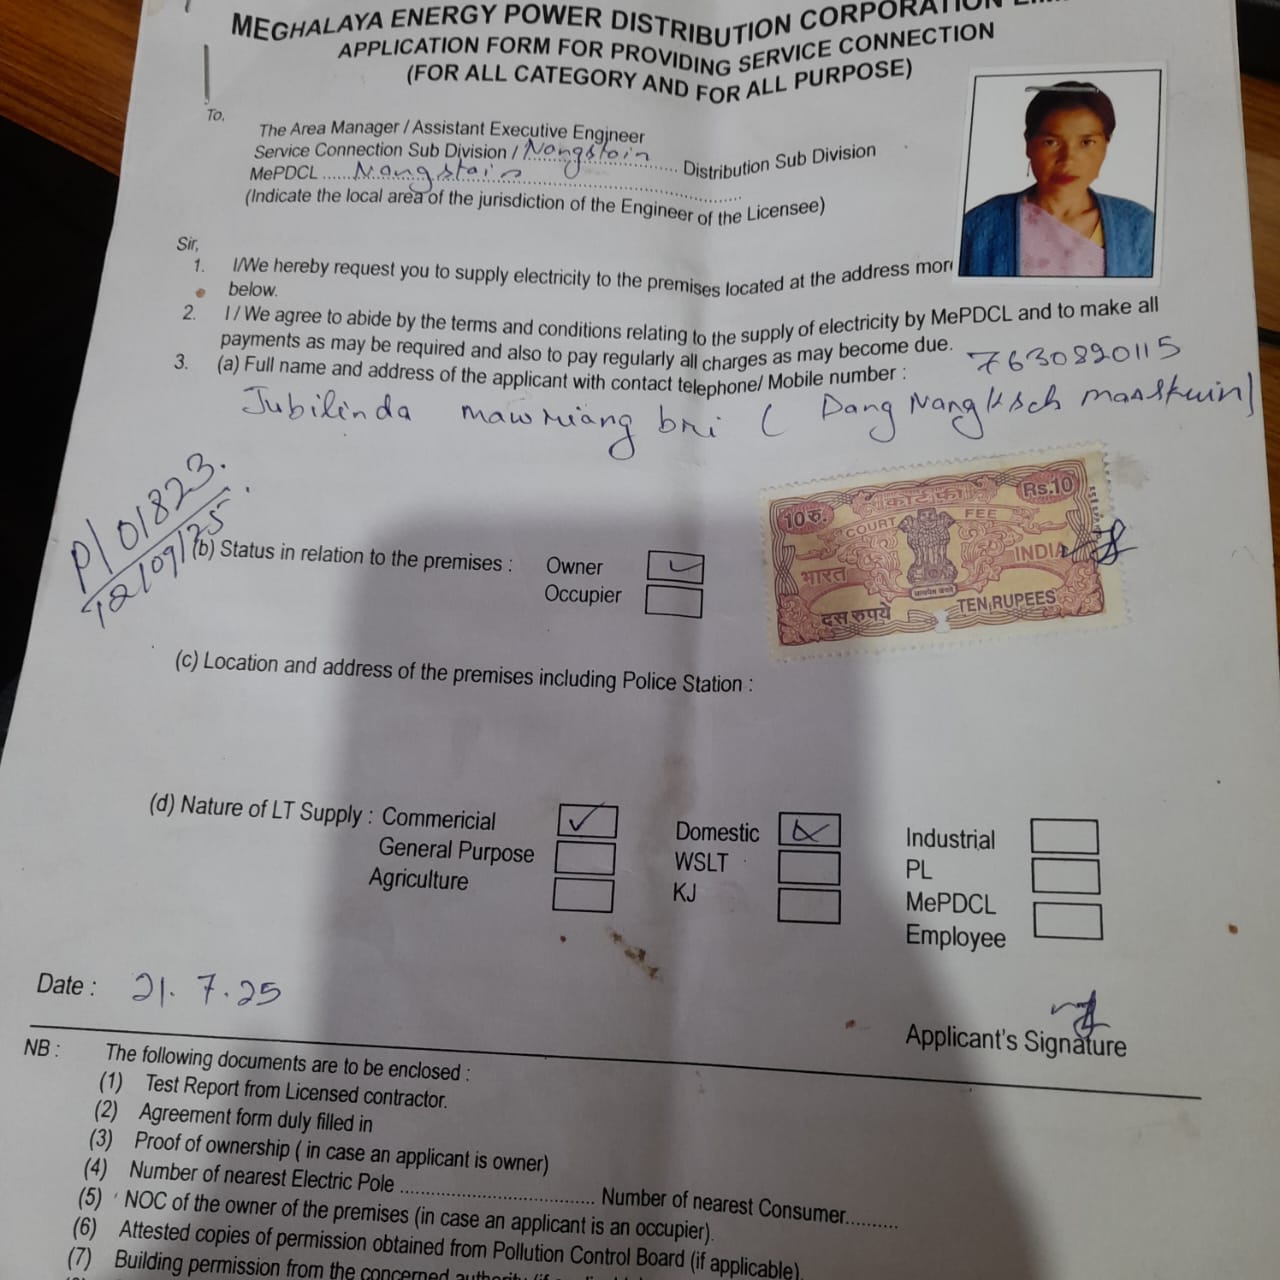 MEGHALAYA ENERGY POWER DISTRIBUTION CORPORATION
APPLICATION FORM FOR PROVIDING SERVICE CONNECTION
(FOR ALL CATEGORY AND FOR ALL PURPOSE)
To,
The Area Manager / Assistant Executive Engineer
Service Connection Sub Division / Nongstoin ........ Distribution Sub Division
MePDCL ..... Nongstoin ........
(Indicate the local area of the jurisdiction of the Engineer of the Licensee)
Sir,
1. I/We hereby request you to supply electricity to the premises located at the address mor
below.
2. I / We agree to abide by the terms and conditions relating to the supply of electricity by MePDCL and to make all
payments as may be required and also to pay regularly all charges as may become due.
3. (a) Full name and address of the applicant with contact telephone/ Mobile number : 7630820115
Jubilinda mawriang bri (
P/01823.
12/09/25
10रु. कोर्ट फी Rs.10
COURT FEE
भारत INDIA
सत्यमेव जयते
दस रुपये TEN RUPEES
(b) Status in relation to the premises : Owner
Occupier
(c) Location and address of the premises including Police Station :
(d) Nature of LT Supply : Commericial ✓ Domestic Industrial
General Purpose WSLT PL
Agriculture KJ MePDCL
Employee
Date : 21.7.25
Applicant's Signature
NB : The following documents are to be enclosed :
(1) Test Report from Licensed contractor.
(2) Agreement form duly filled in
(3) Proof of ownership ( in case an applicant is owner)
(4) Number of nearest Electric Pole ........ Number of nearest Consumer..........
(5) NOC of the owner of the premises (in case an applicant is an occupier).
(6) Attested copies of permission obtained from Pollution Control Board (if applicable).
(7) Building permission from the concerned authority